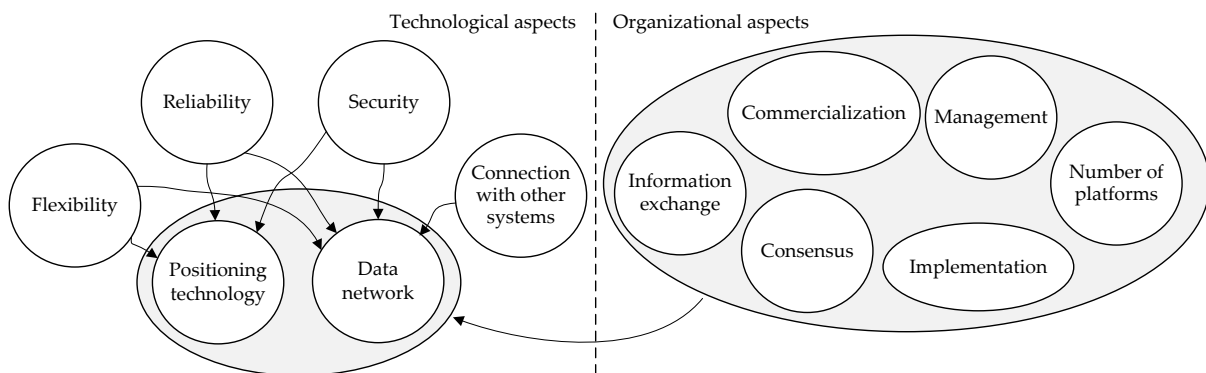 Technological aspects
Organizational aspects
Reliability
Security
Commercialization
Management
Flexibility
Connection
with other
systems
Information
exchange
Number of
platforms
Positioning
technology
Data
network
Consensus
Implementation